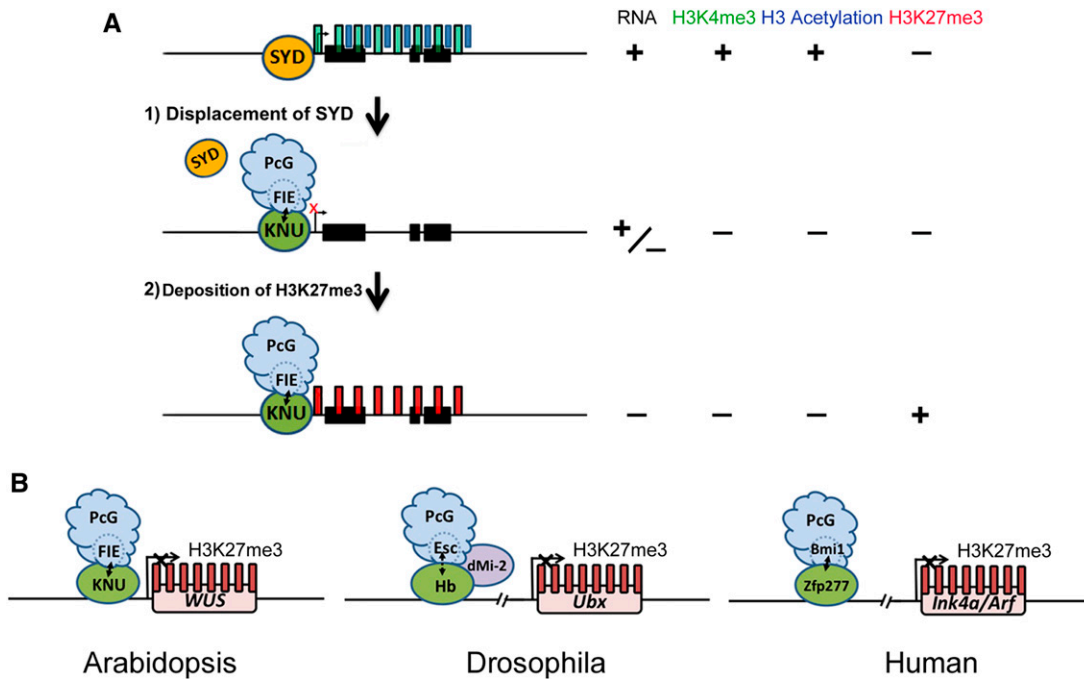 A
RNA H3K4me3 H3 Acetylation H3K27me3
SYD
+ + + −
1) Displacement of SYD
SYD
PcG
FIE
X
KNU
+/− − − −
2) Deposition of H3K27me3
PcG
FIE
KNU
− − − +
B
PcG
FIE
KNU
H3K27me3
WUS
Arabidopsis
PcG
Esc
dMi-2
Hb
H3K27me3
Ubx
Drosophila
PcG
Bmi1
Zfp277
H3K27me3
Ink4a/Arf
Human